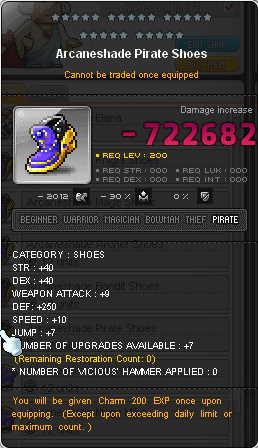 Arcaneshade Pirate Shoes
Cannot be traded once equipped
Damage increase
- 722682
• REQ LEV : 200
• REQ STR : 000 • REQ LUK : 000
• REQ DEX : 000 • REQ INT : 000
- 2012 - 30 % 0 %
BEGINNER WARRIOR MAGICIAN BOWMAN THIEF PIRATE
CATEGORY : SHOES
STR : +40
DEX : +40
WEAPON ATTACK : +9
DEF: +250
SPEED : +10
JUMP : +7
NUMBER OF UPGRADES AVAILABLE : +7
(Remaining Restoration Count: 0)
* NUMBER OF VICIOUS' HAMMER APPLIED : 0
You will be given Charm 200 EXP once upon
equipping. (Except upon exceeding daily limit or
maximum count. )